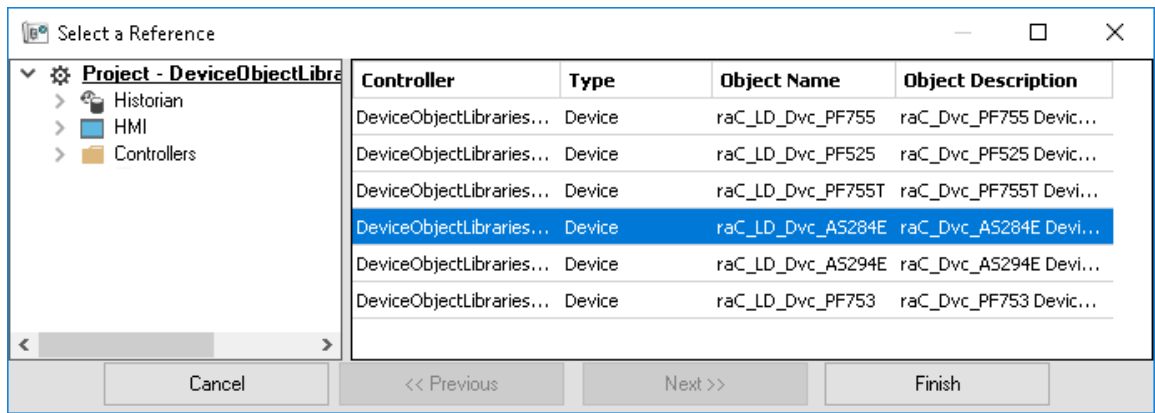 Select a Reference
Project - DeviceObjectLibra
Historian
HMI
Controllers
Controller Type Object Name Object Description
DeviceObjectLibraries... Device raC_LD_Dvc_PF755 raC_Dvc_PF755 Devic...
DeviceObjectLibraries... Device raC_LD_Dvc_PF525 raC_Dvc_PF525 Devic...
DeviceObjectLibraries... Device raC_LD_Dvc_PF755T raC_Dvc_PF755T Devi...
DeviceObjectLibraries... Device raC_LD_Dvc_AS284E raC_Dvc_AS284E Devi...
DeviceObjectLibraries... Device raC_LD_Dvc_AS294E raC_Dvc_AS294E Devi...
DeviceObjectLibraries... Device raC_LD_Dvc_PF753 raC_Dvc_PF753 Devic...
Cancel << Previous Next >> Finish